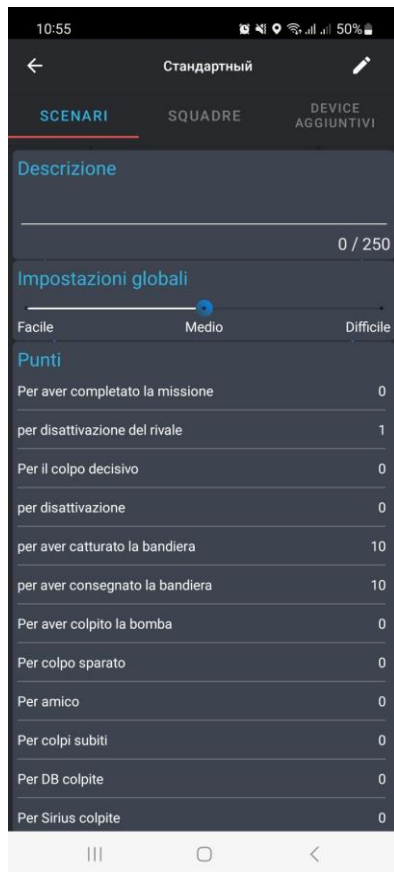 10:55 50%
Стандартный
SCENARI SQUADRE DEVICE AGGIUNTIVI
Descrizione
0 / 250
Impostazioni globali
Facile Medio Difficile
Punti
Per aver completato la missione 0
per disattivazione del rivale 1
Per il colpo decisivo 0
per disattivazione 0
per aver catturato la bandiera 10
per aver consegnato la bandiera 10
Per aver colpito la bomba 0
Per colpo sparato 0
Per amico 0
Per colpi subiti 0
Per DB colpite 0
Per Sirius colpite 0